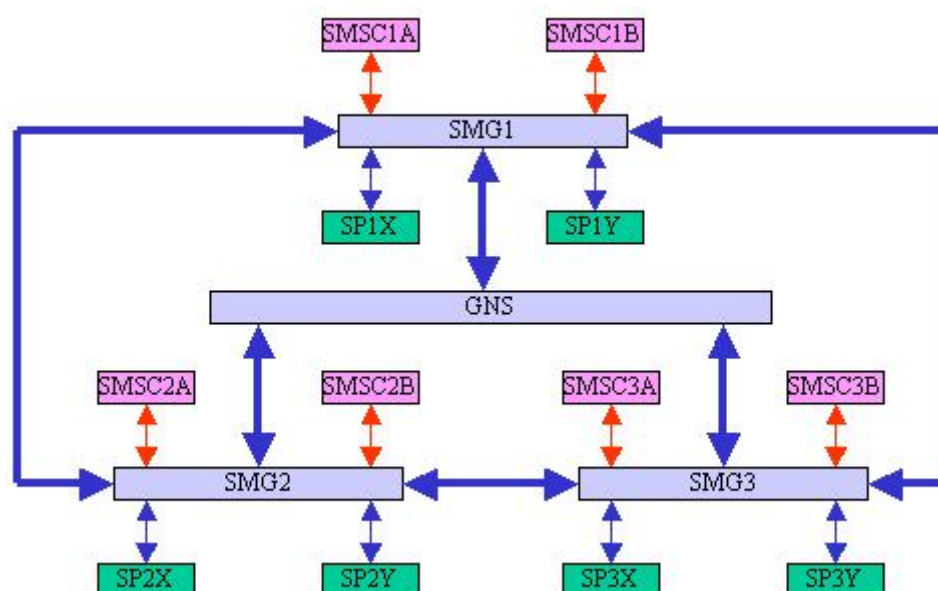 SMSC1A SMSC1B
SMG1
SP1X SP1Y
GNS
SMSC2A SMSC2B SMSC3A SMSC3B
SMG2 SMG3
SP2X SP2Y SP3X SP3Y